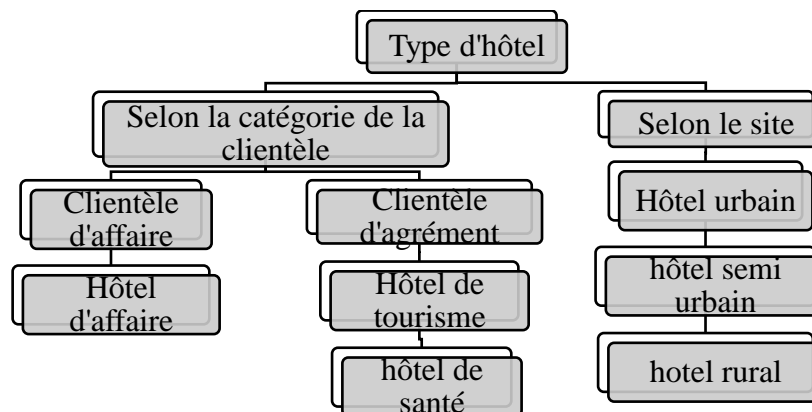 Type d'hôtel
Selon la catégorie de la
clientèle
Selon le site
Clientèle
d'affaire
Clientèle
d'agrément
Hôtel urbain
Hôtel
d'affaire
Hôtel de
tourisme
hôtel semi
urbain
hôtel de
santé
hotel rural